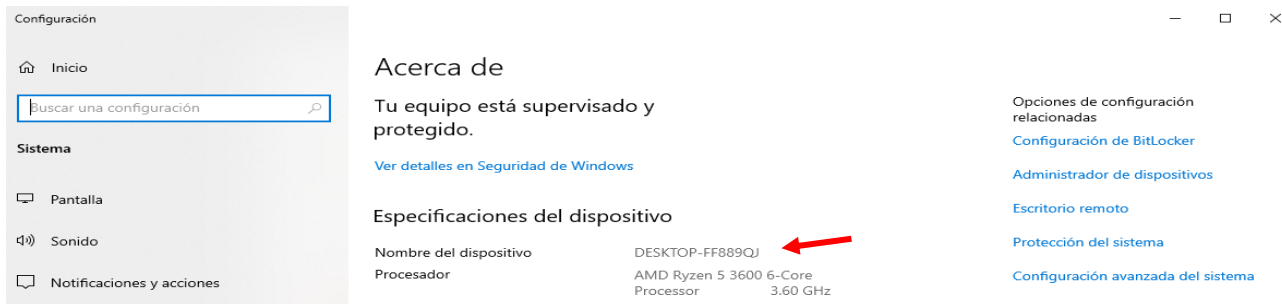 Configuración
Inicio
Buscar una configuración
Sistema
Pantalla
Sonido
Notificaciones y acciones
Acerca de
Tu equipo está supervisado y
protegido.
Ver detalles en Seguridad de Windows
Especificaciones del dispositivo
Nombre del dispositivo DESKTOP-FF889QJ
Procesador AMD Ryzen 5 3600 6-Core
Processor 3.60 GHz
Opciones de configuración
relacionadas
Configuración de BitLocker
Administrador de dispositivos
Escritorio remoto
Protección del sistema
Configuración avanzada del sistema